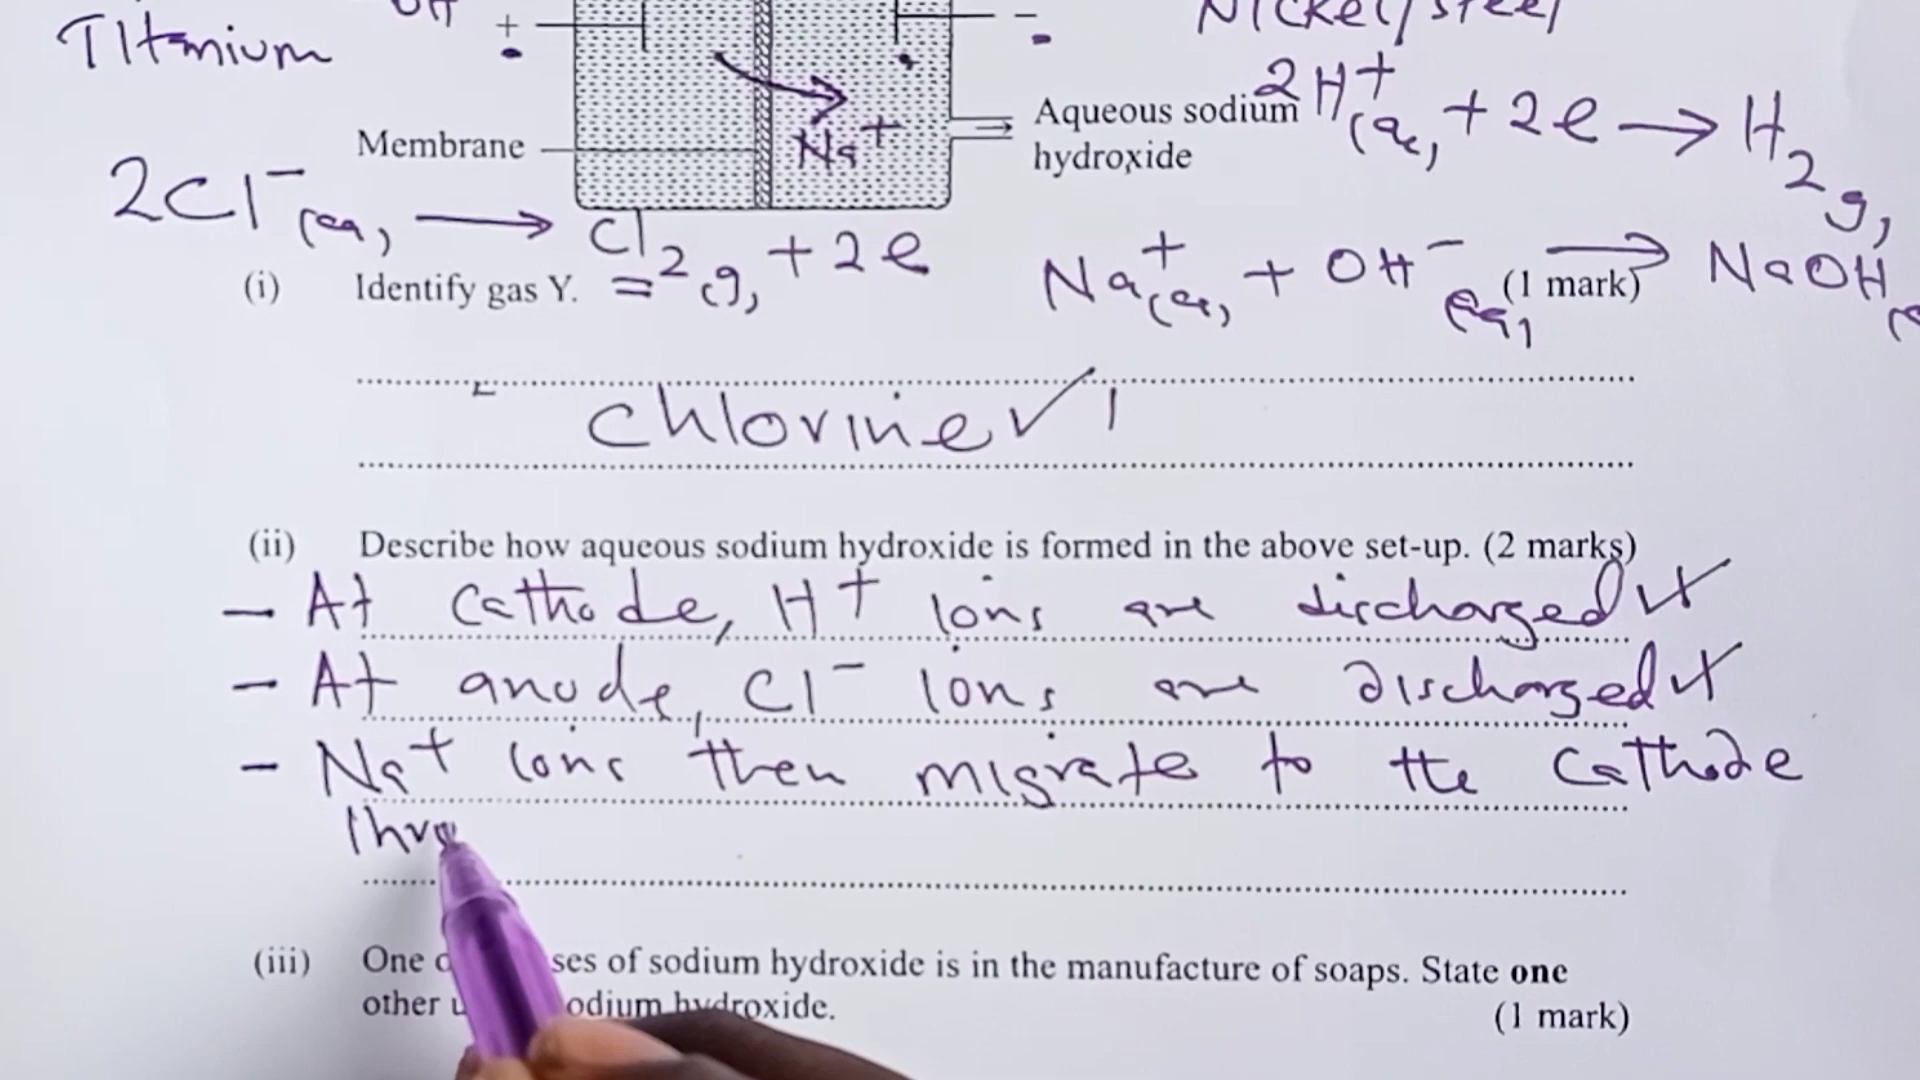 OH
+
-
Nickel/steel
TItanium
2H+(aq) + 2e → H2(g)
Aqueous sodium
hydroxide
Membrane
Na+
2Cl-(aq) → Cl2(g) + 2e
Na+(aq) + OH-(aq) → NaOH
(i) Identify gas Y. (1 mark)
Chlorine ✓1
(ii) Describe how aqueous sodium hydroxide is formed in the above set-up. (2 marks)
- At Cathode, H+ ions are discharged
- At anode, Cl- ions are discharged
- Na+ ions then migrate to the Cathode
(iii) One of sodium hydroxide is in the manufacture of soaps. State one
other hydroxide. (1 mark)